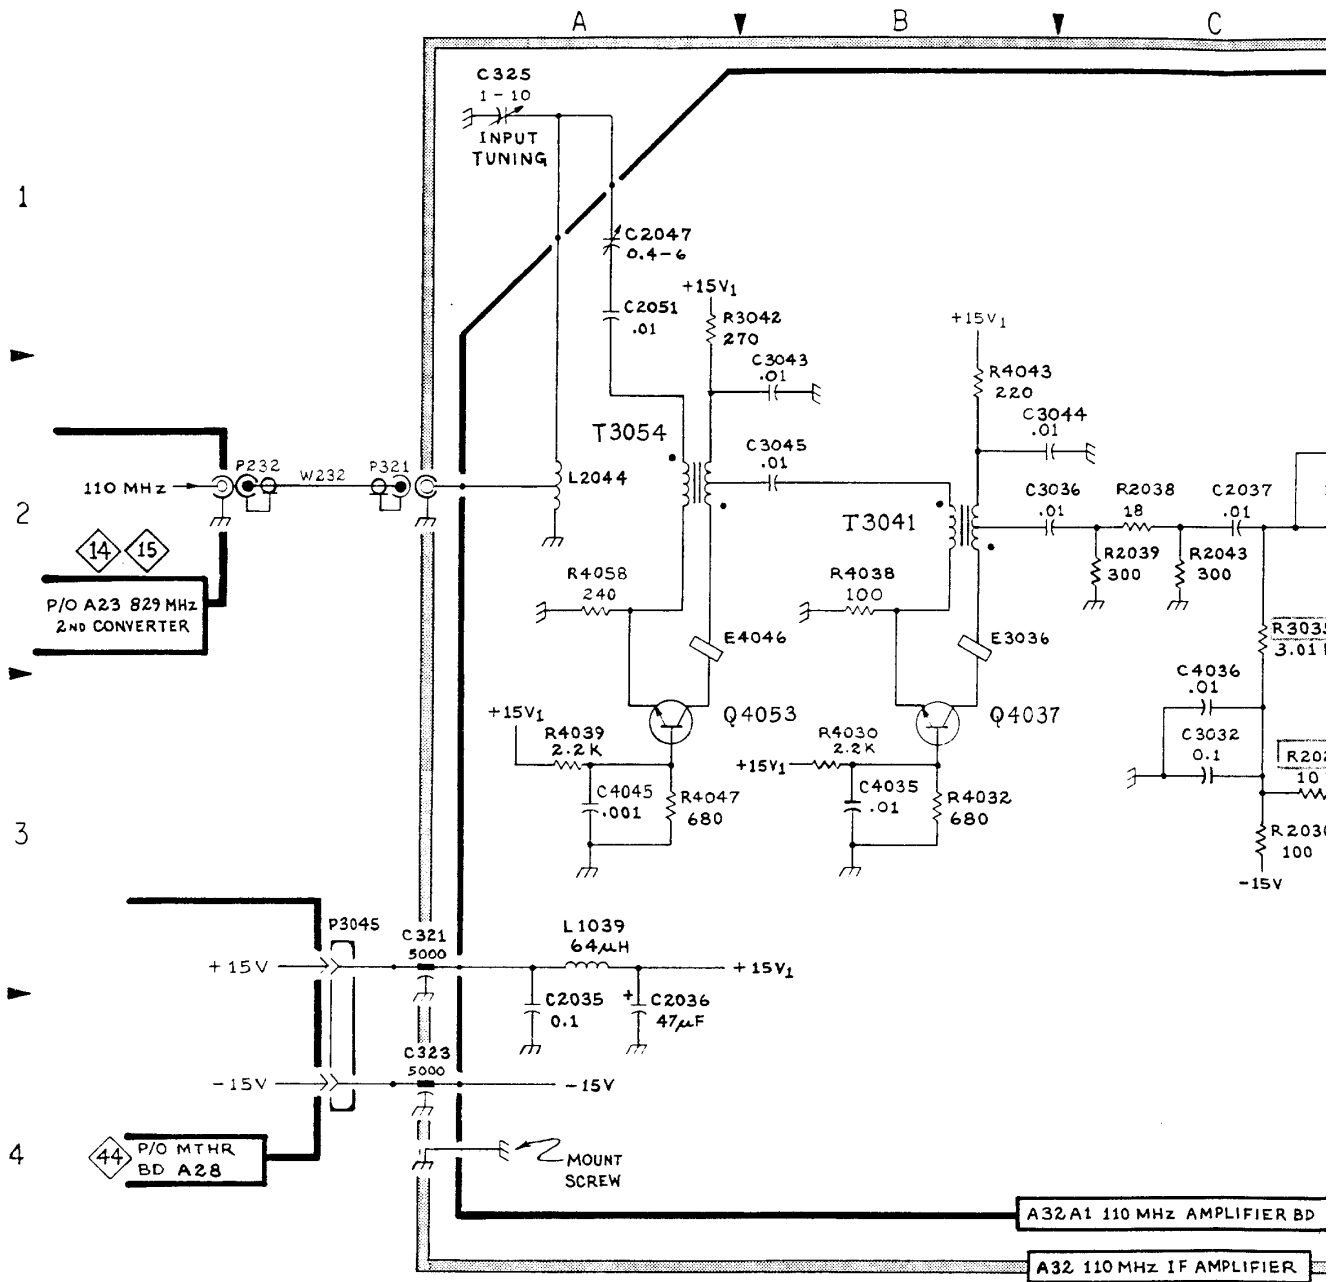 A
B
C
C325
1-10
INPUT
TUNING
1
C2047
0.4-6
+15V1
C2051
.01
R3042
270
+15V1
C3043
.01
R4043
220
T3054
C3045
.01
C3044
.01
P232
W232
P321
110 MHZ
L2044
2
T3041
C3036
.01
R2038
18
C2037
.01
14
15
R2039
300
R2043
300
R4058
240
R4038
100
P/O A23 829 MHZ
2ND CONVERTER
E4046
E3036
R3035
3.01
C4036
.01
+15V1
Q4053
Q4037
R4039
2.2K
R4030
2.2K
+15V1
C3032
0.1
10
C4045
.001
R4047
680
C4035
.01
R4032
680
3
R2030
100
-15V
P3045
C321
5000
L1039
64µH
+15V
+15V1
C2035
0.1
+
C2036
47µF
C323
5000
-15V
-15V
4
44
P/O MTHR
BD A28
MOUNT
SCREW
A32A1 110 MHZ AMPLIFIER BD
A32 110 MHZ IF AMPLIFIER